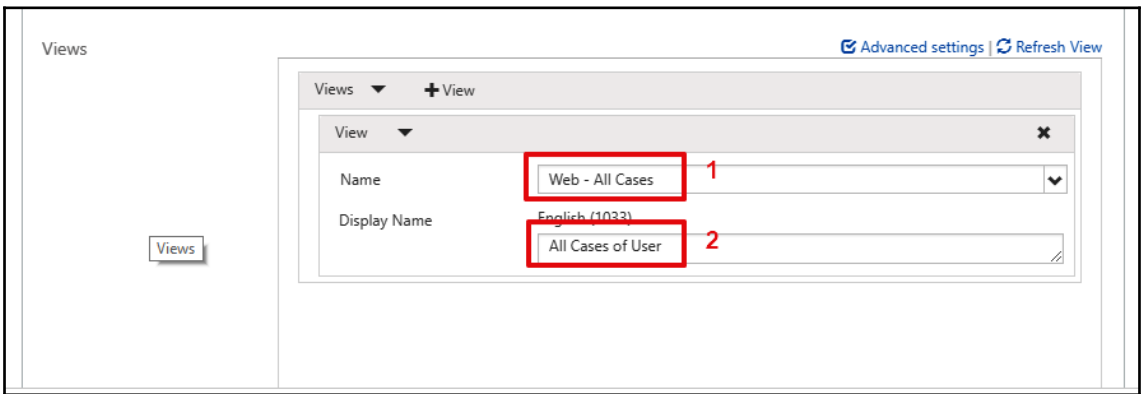 Views
Advanced settings | Refresh View
Views
View
View
Name
Web - All Cases
1
Display Name
English (1033)
All Cases of User
2
Views